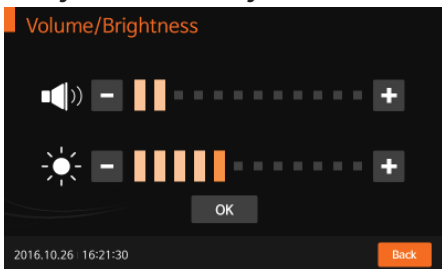 Volume/Brightness
- +
- +
OK
2016.10.26 16:21:30 Back